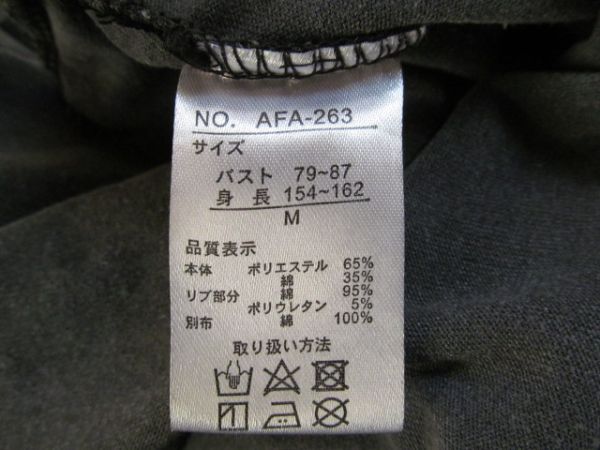 NO. AFA-263
サイズ
バスト 79~87
身 長 154~162
M
品質表示
本体 ポリエステル 65%
綿 35%
リブ部分 綿 95%
ポリウレタン 5%
別布 綿 100%
取り扱い方法